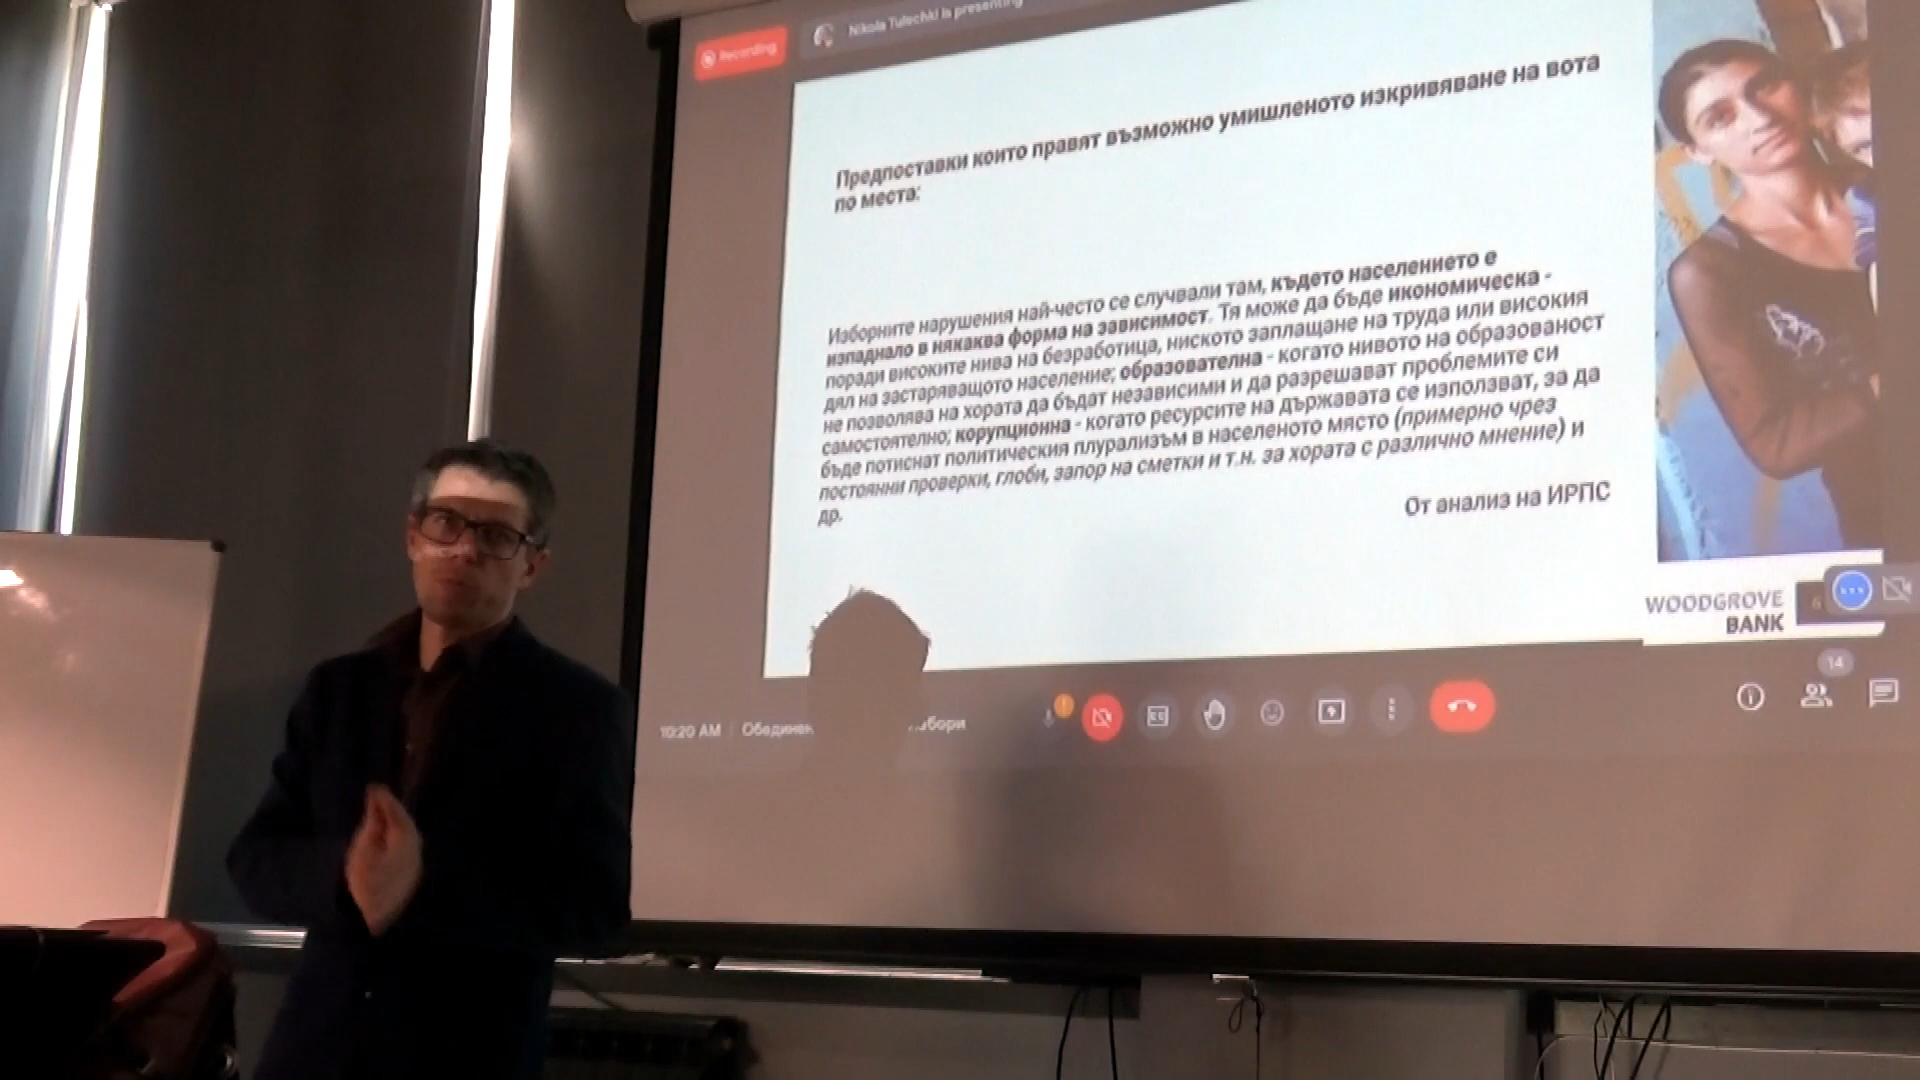 Recording
Nikola Tulechki is presenting
Предпоставки които правят възможно умишленото изкривяване на вота
по места:
Изборните нарушения най-често се случвали там, където населението е
изпаднало в някаква форма на зависимост. Тя може да бъде икономическа -
поради високите нива на безработица, ниското заплащане на труда или високия
дял на застаряващото население; образователна - когато нивото на образованост
не позволява на хората да бъдат независими и да разрешават проблемите си
самостоятелно; корупционна - когато ресурсите на държавата се използват, за да
бъде потиснат политическия плурализъм в населеното място (примерно чрез
постоянни проверки, глоби, запор на сметки и т.н. за хората с различно мнение) и
др.
От анализ на ИРПС
WOODGROVE
BANK
6
14
10:20 AM